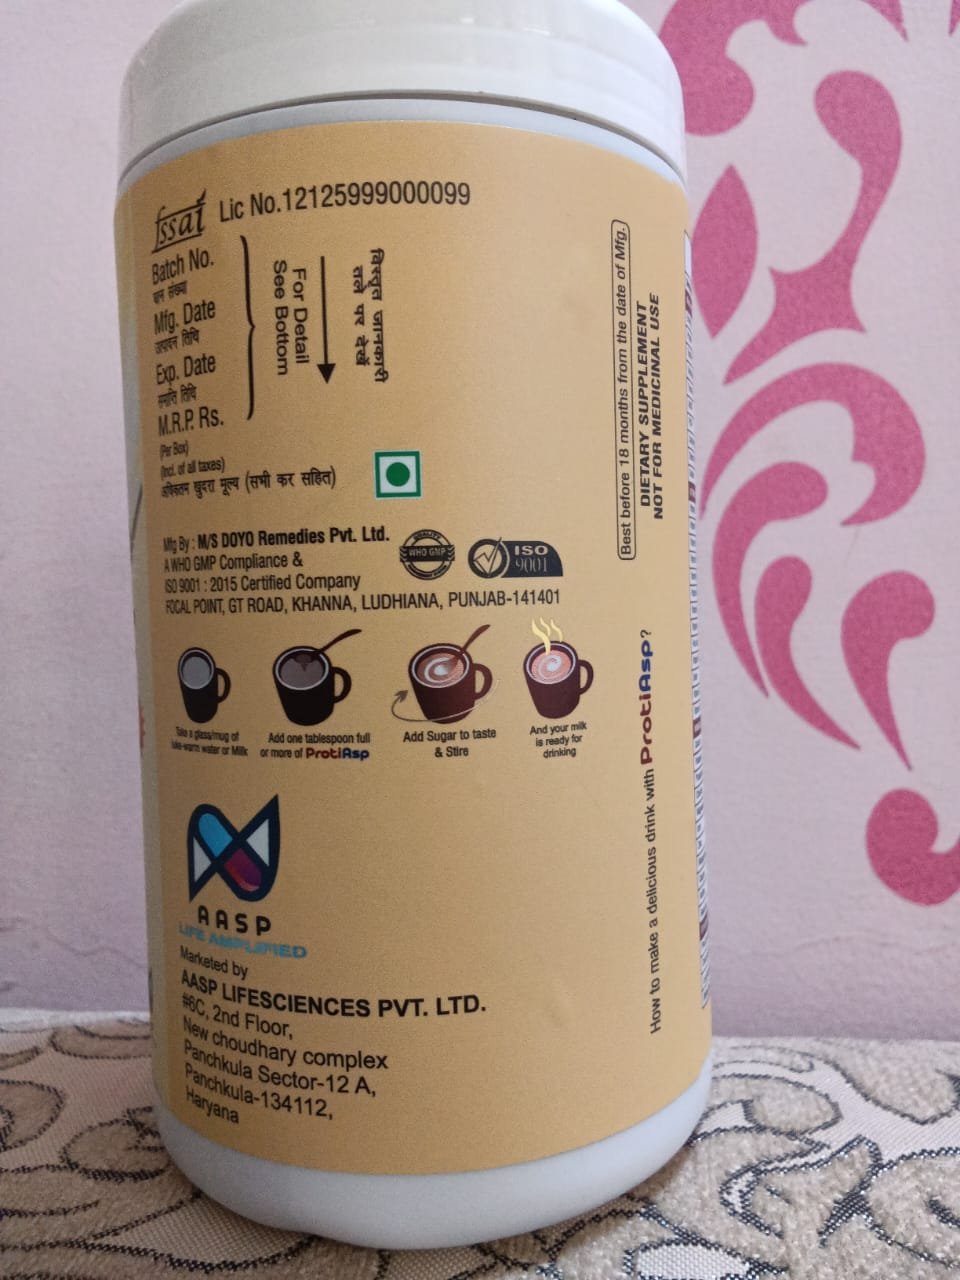 fssai Lic No.12125999000099
Batch No.
बैच संख्या
Mfg. Date
उत्पादन तिथि
Exp. Date
समाप्ति तिथि
M.R.P. Rs.
(Per Box)
(Incl. of all taxes)
अधिकतम खुदरा मूल्य (सभी कर सहित)
For Detail
See Bottom
विस्तृत जानकारी
तले पर देखें
Mfg By : M/S DOYO Remedies Pvt. Ltd.
A WHO GMP Compliance &
ISO 9001 : 2015 Certified Company
FOCAL POINT, GT ROAD, KHANNA, LUDHIANA, PUNJAB-141401
QUALITY
WHO GMP
ISO
9001
Take a glass/mug of
luke-warm water or Milk
Add one tablespoon full
or more of ProtiAsp
Add Sugar to taste
& Stire
And your milk
is ready for
drinking
AASP
LIFE AMPLIFIED
Marketed by
AASP LIFESCIENCES PVT. LTD.
#6C, 2nd Floor,
New choudhary complex
Panchkula Sector-12 A,
Panchkula-134112,
Haryana
Best before 18 months from the date of Mfg.
DIETARY SUPPLEMENT
NOT FOR MEDICINAL USE
How to make a delicious drink with ProtiAsp?